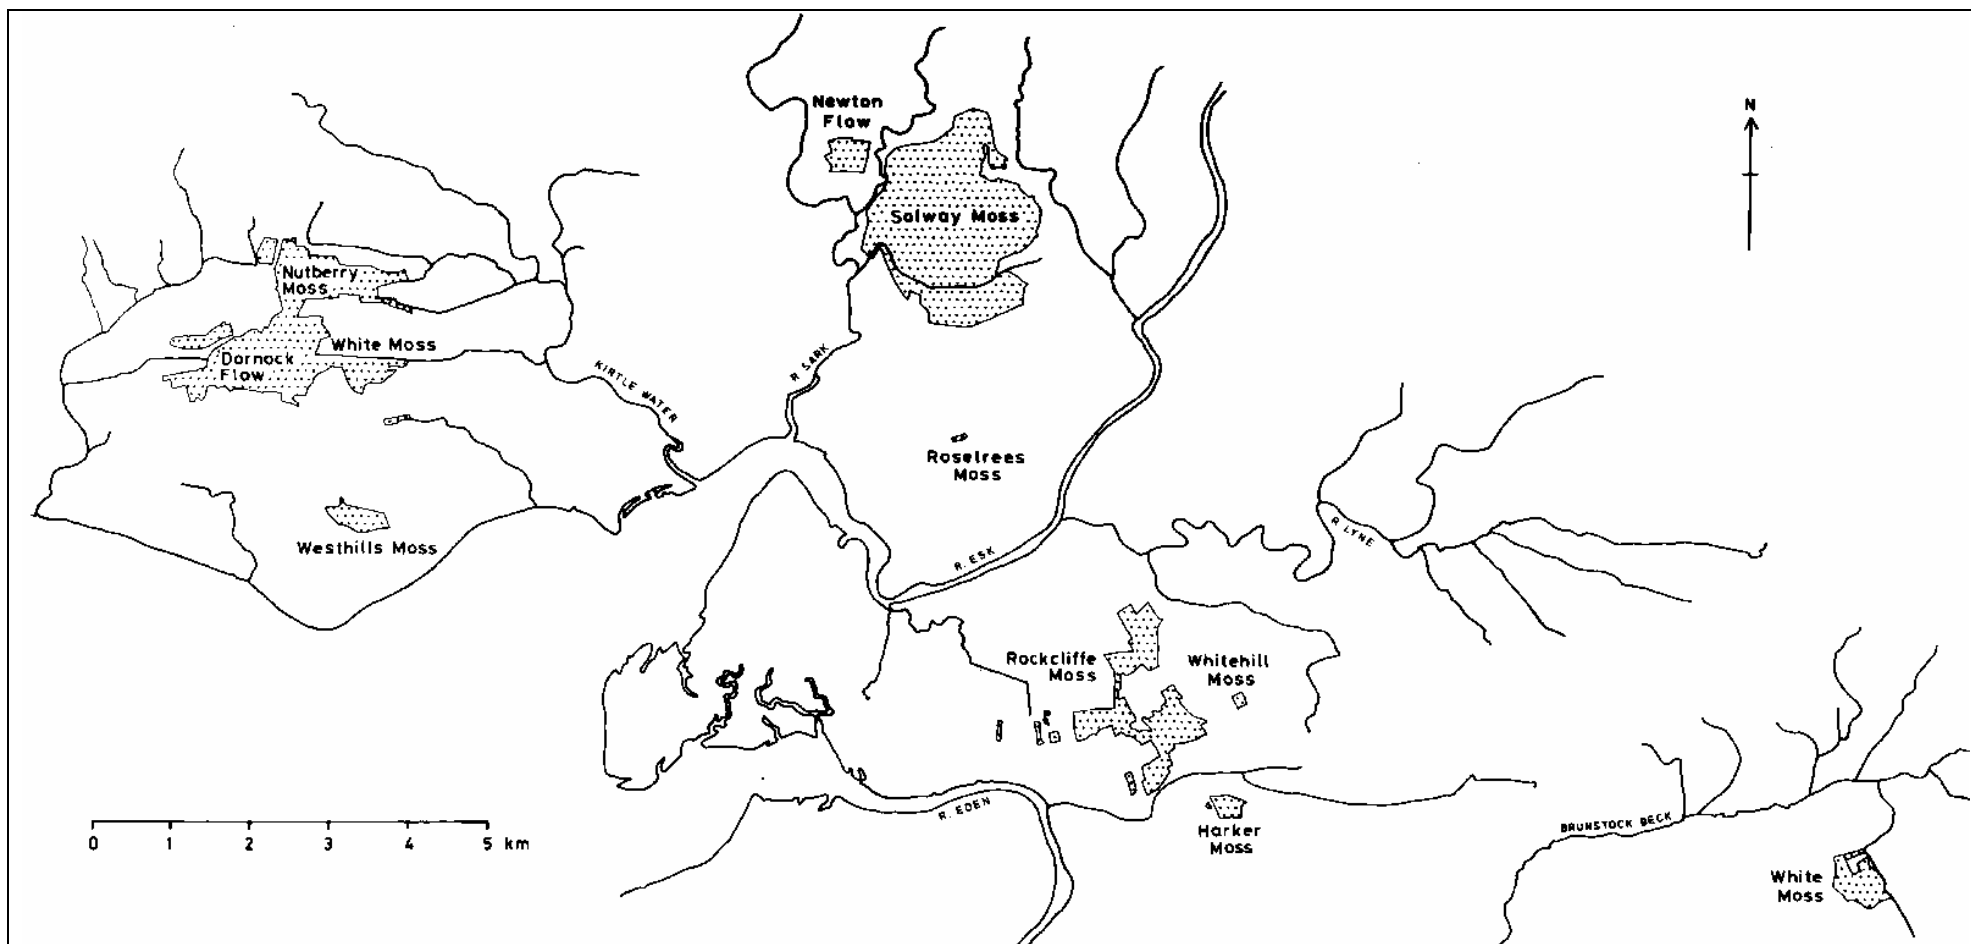 N
Newton
Flow
Solway Moss
Nutberry
Moss
White Moss
Dornock
Flow
KIRTLE WATER
R. SARK
Rosetrees
Moss
Westhills Moss
R. ESK
R. LYNE
Rockcliffe
Moss
Whitehill
Moss
R. EDEN
Harker
Moss
BRUNSTOCK BECK
White
Moss
0 1 2 3 4 5 km